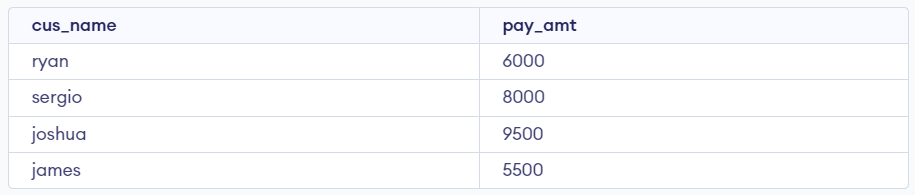 cus_name pay_amt
ryan 6000
sergio 8000
joshua 9500
james 5500